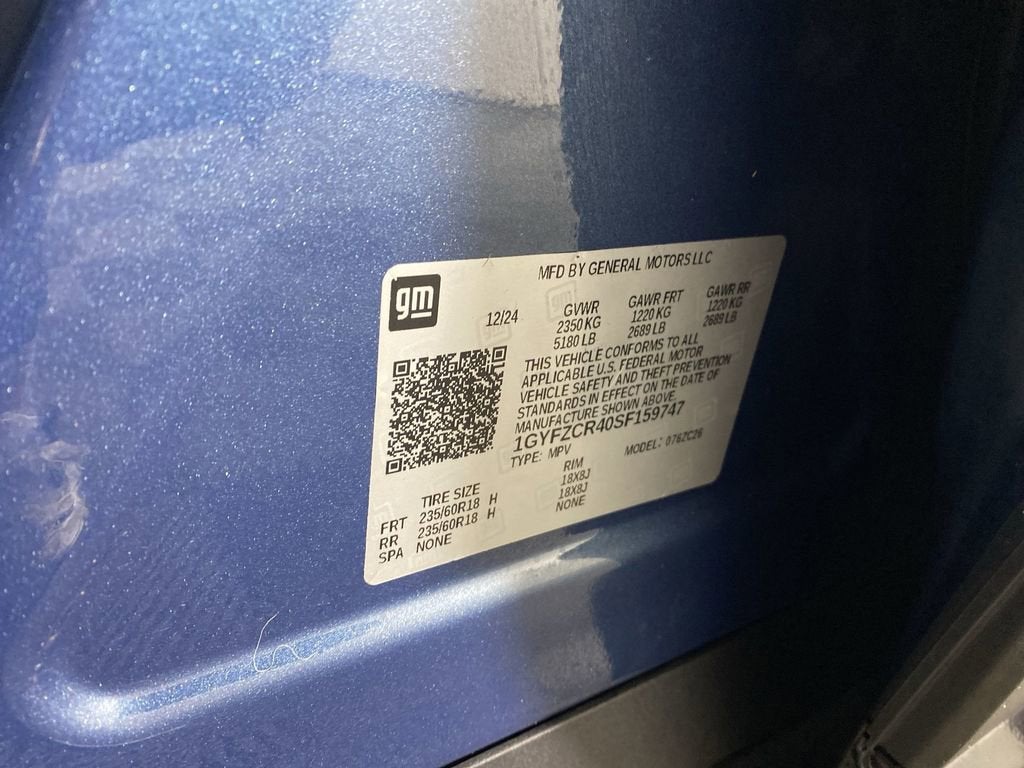 MFD BY GENERAL MOTORS LLC
gm
12/24
GVWR
2350 KG
5180 LB
GAWR FRT
1220 KG
2689 LB
GAWR RR
1220 KG
2689 LB
THIS VEHICLE CONFORMS TO ALL
APPLICABLE U.S. FEDERAL MOTOR
VEHICLE SAFETY AND THEFT PREVENTION
STANDARDS IN EFFECT ON THE DATE OF
MANUFACTURE SHOWN ABOVE.
1GYFZCR40SF159747
TYPE: MPV MODEL: 076ZC26
TIRE SIZE RIM
FRT 235/60R18 H 18X8J
RR 235/60R18 H 18X8J
SPA NONE NONE